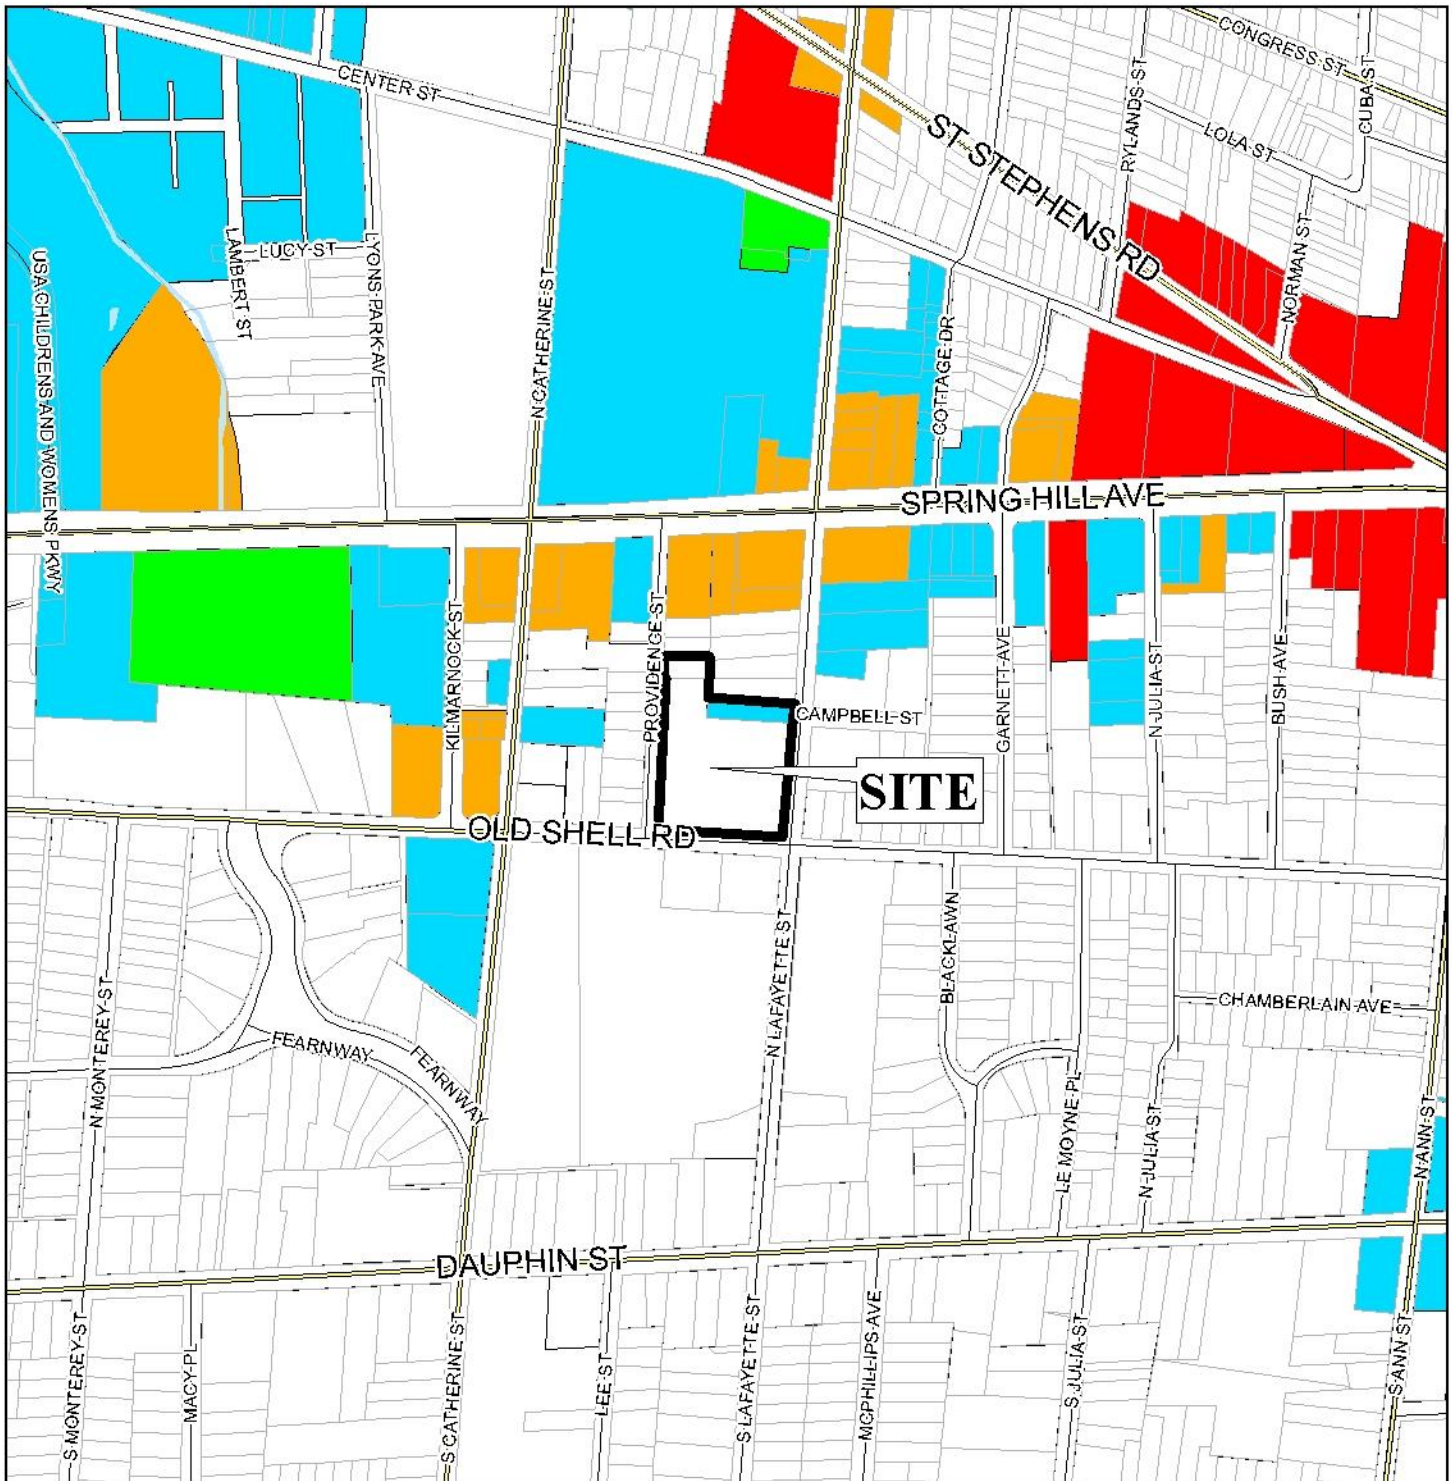 CONGRESS ST
CENTER ST
CUBA ST
RYLANDS ST
LOLA ST
ST STEPHENS RD
LAMBERT ST
LUCY ST
LYONS PARK AVE
NORMAN ST
USA CHILDRENS AND WOMENS PKWY
N CATHERINE ST
COTTAGE DR
SPRING HILL AVE
KILMARNOCK ST
PROVIDENCE ST
GARNETT AVE
N JULIA ST
BUSH AVE
CAMPBELL ST
SITE
OLD SHELL RD
N LAFAYETTE ST
BLACKLAWN
CHAMBERLAIN AVE
N MONTEREY ST
FEARNWAY
FEARNWAY
LE MOYNE PL
N JULIA ST
N ANN ST
DAUPHIN ST
S MONTEREY ST
MACY PL
S CATHERINE ST
LEE ST
S LAFAYETTE ST
MCPHILLIPS AVE
S JULIA ST
S ANN ST